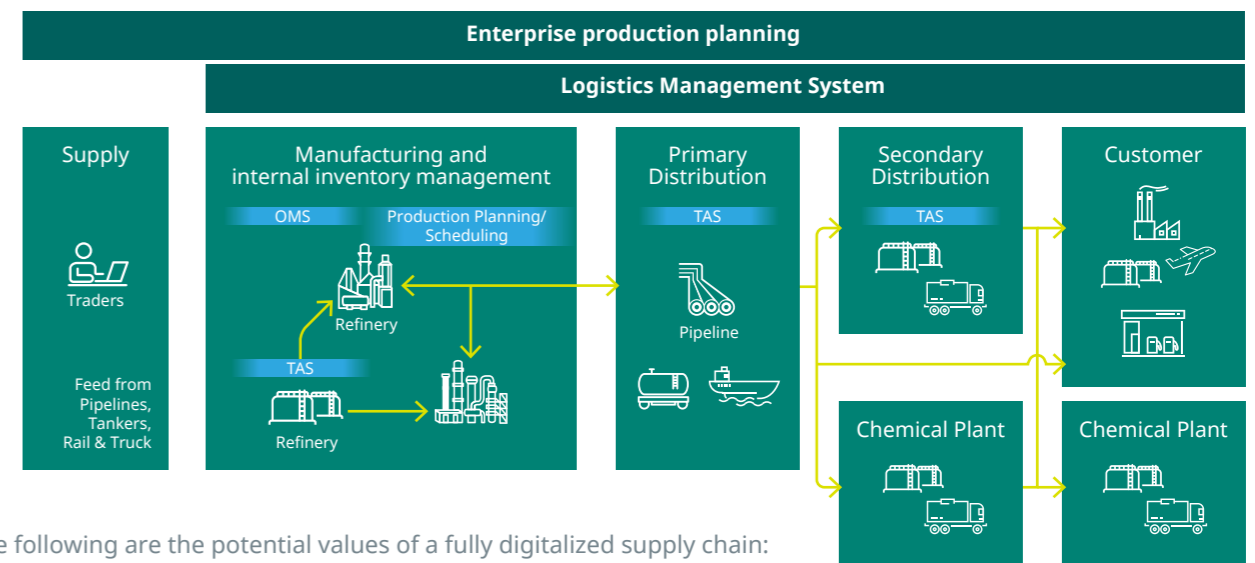 Enterprise production planning
Logistics Management System
Supply
Traders
Feed from
Pipelines,
Tankers,
Rail & Truck
Manufacturing and
internal inventory management
OMS
Production Planning/
Scheduling
Refinery
TAS
Refinery
Primary
Distribution
TAS
Pipeline
Secondary
Distribution
TAS
Customer
Chemical Plant
Chemical Plant
following are the potential values of a fully digitalized supply chain: